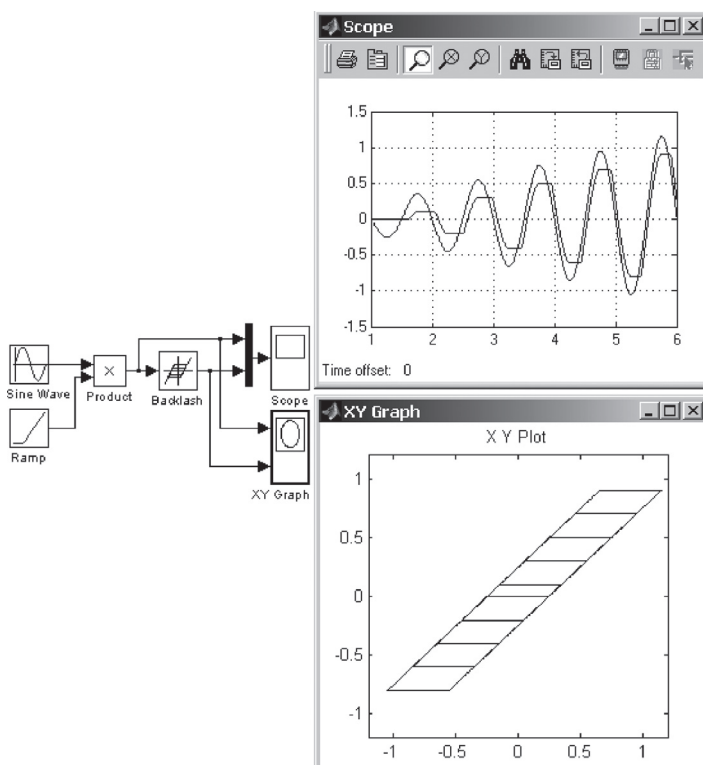 Scope
1.5
1
0.5
0
-0.5
-1
-1.5
1 2 3 4 5 6
Time offset: 0
Sine Wave
Product
×
Backlash
Scope
Ramp
XY Graph
XY Graph
X Y Plot
1
0.5
0
-0.5
-1
-1 -0.5 0 0.5 1